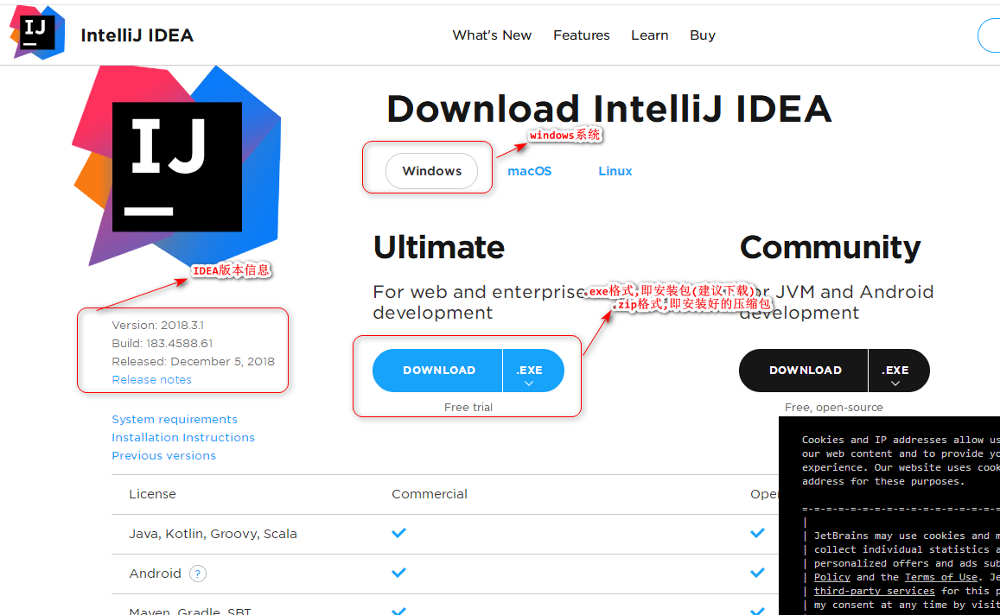 IJ
IntelliJ IDEA
What's New
Features
Learn
Buy
IJ
Download IntelliJ IDEA
windows系统
Windows
macOS
Linux
Ultimate
Community
IDEA版本信息
For web and enterprise
development
.exe格式,即安装包(建议下载)
.zip格式,即安装好的压缩包
or JVM and Android
development
Version: 2018.3.1
Build: 183.4588.61
Released: December 5, 2018
Release notes
DOWNLOAD
.EXE
Free trial
DOWNLOAD
.EXE
Free, open-source
System requirements
Installation Instructions
Previous versions
License
Commercial
Ope
Java, Kotlin, Groovy, Scala
Android ?
Maven, Gradle, SBT
Cookies and IP addresses allow us
our web content and to provide yo
experience. Our website uses cook
address for these purposes.
JetBrains may use cookies and m
collect individual statistics a
personalized offers and ads sub
Policy and the Terms of Use. Je
third-party services for this p
my consent at any time by visit